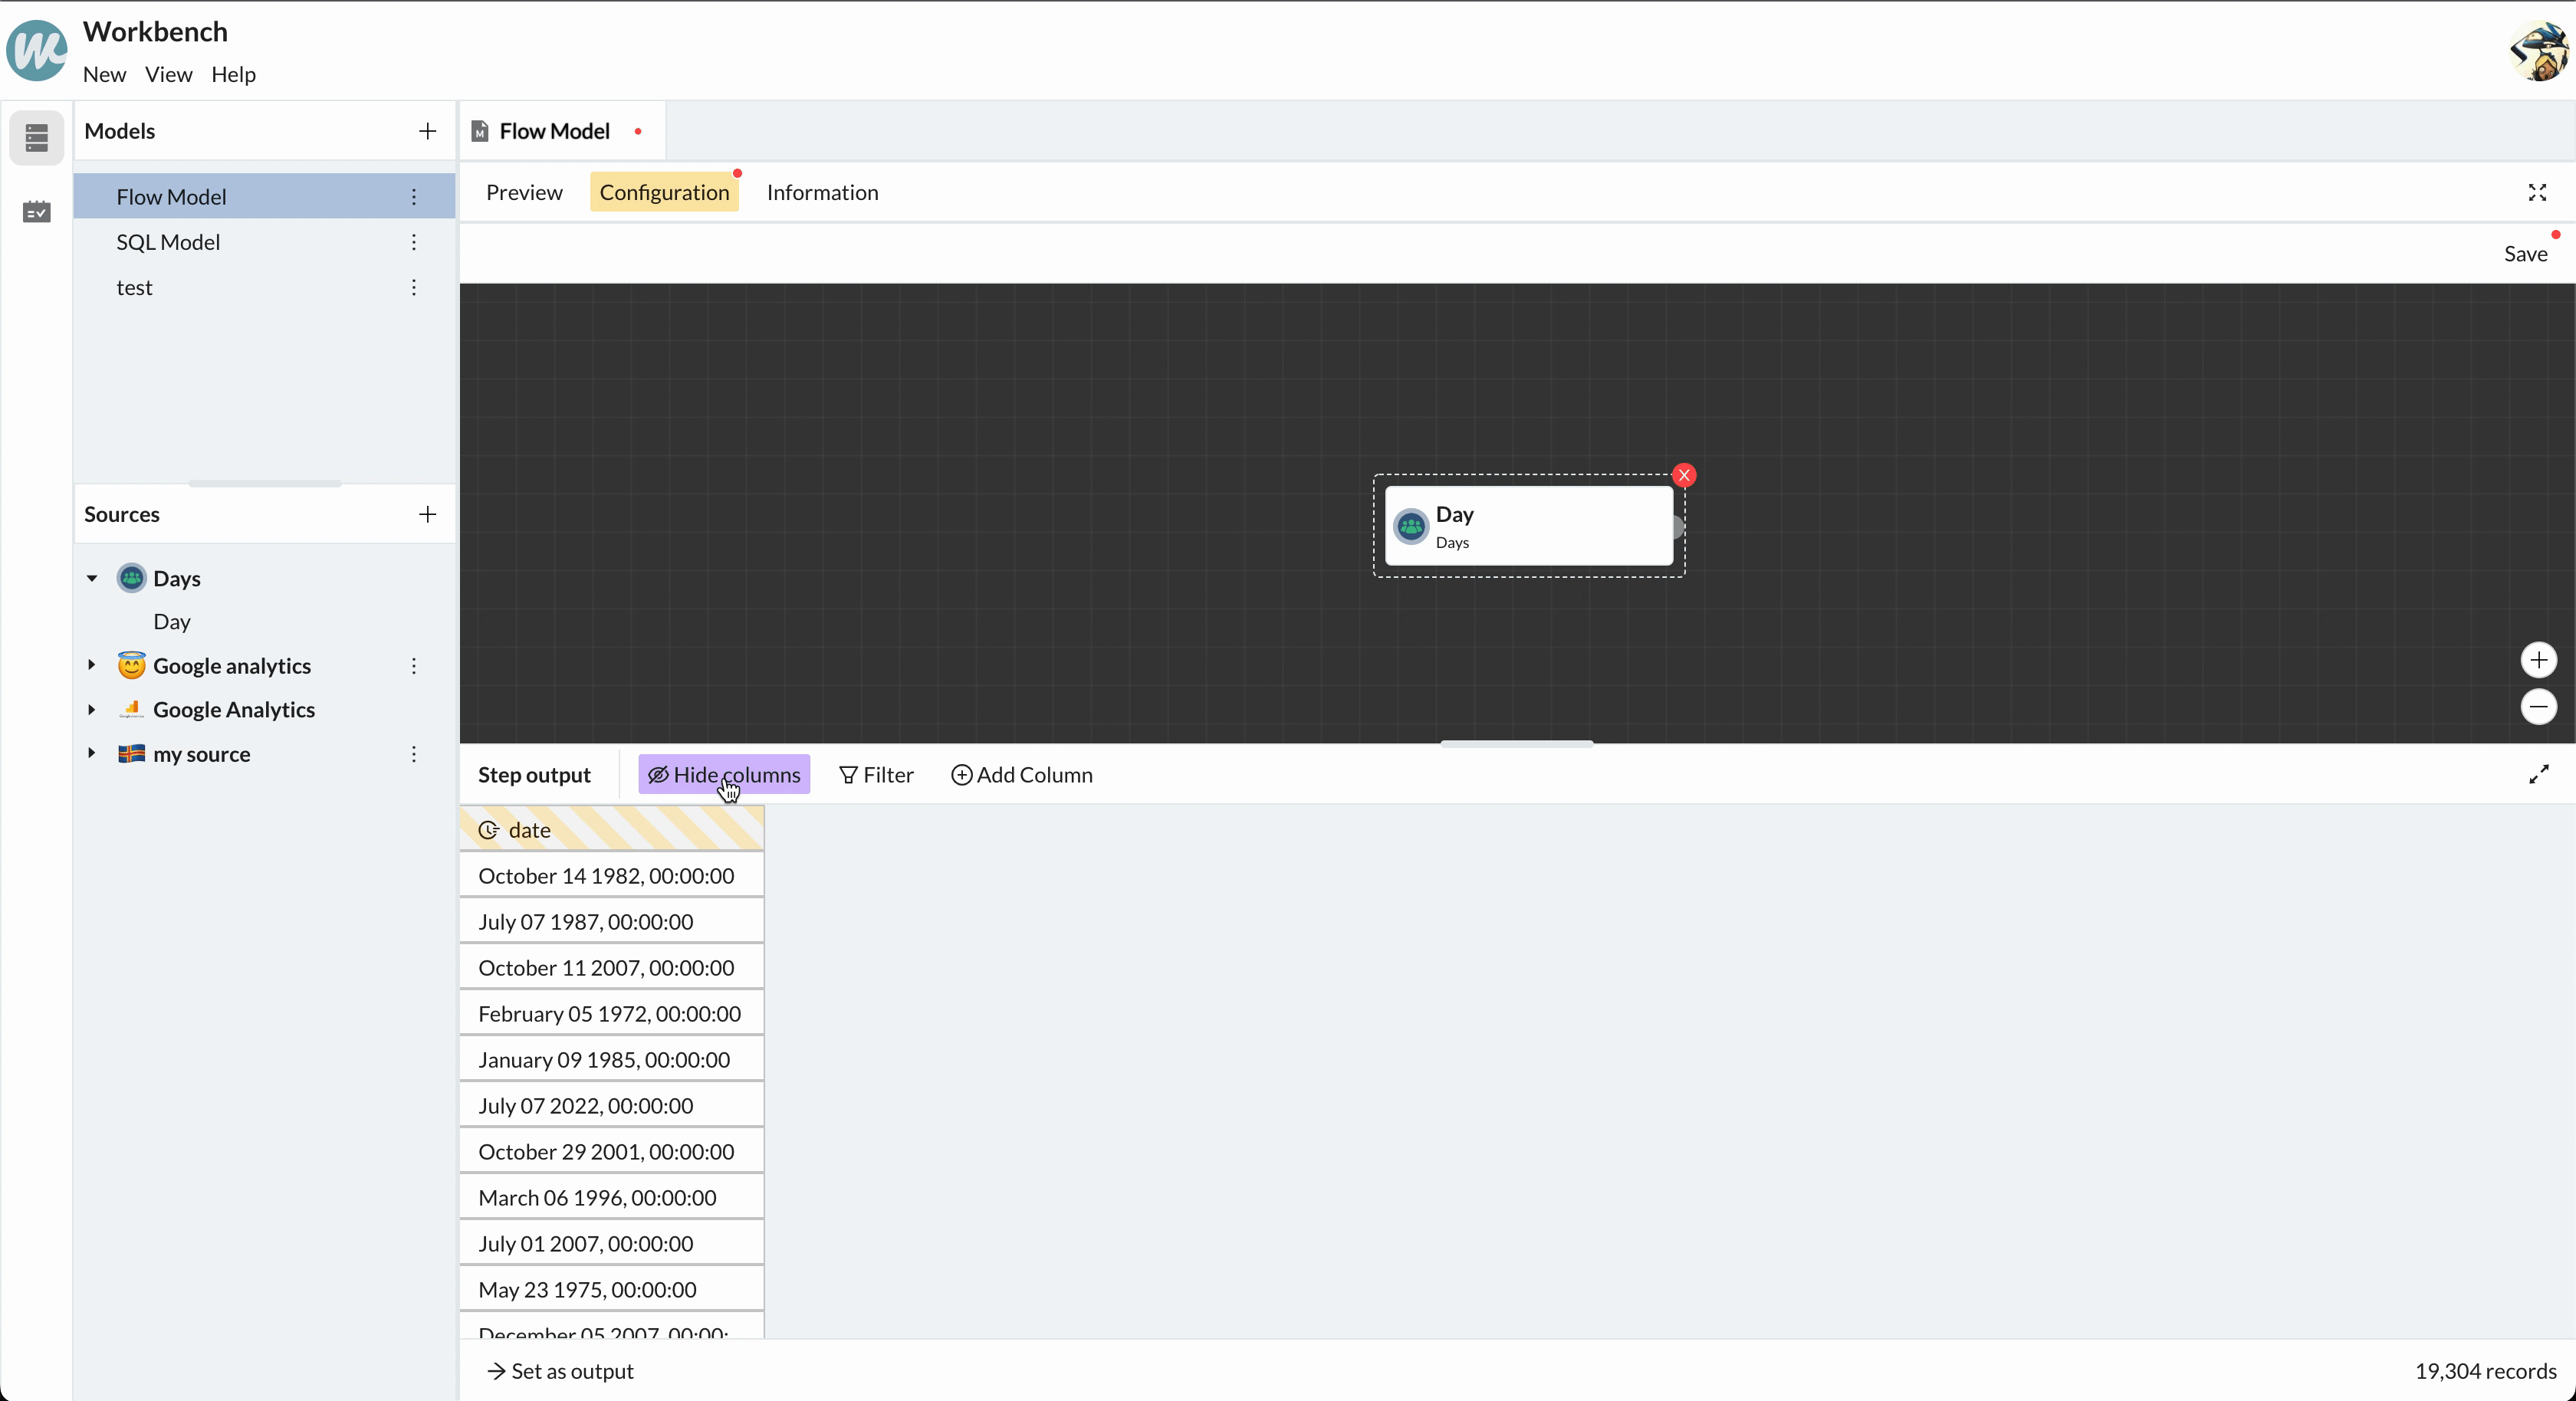 Workbench
New View Help
Models
Flow Model
SQL Model
test
Sources
Days
Day
Google analytics
Google Analytics
my source
Flow Model
Preview Configuration Information
Save
Day
Days
Step output Hide columns Filter Add Column
date
October 14 1982, 00:00:00
July 07 1987, 00:00:00
October 11 2007, 00:00:00
February 05 1972, 00:00:00
January 09 1985, 00:00:00
July 07 2022, 00:00:00
October 29 2001, 00:00:00
March 06 1996, 00:00:00
July 01 2007, 00:00:00
May 23 1975, 00:00:00
December 05 2007, 00:00:
Set as output
19,304 records